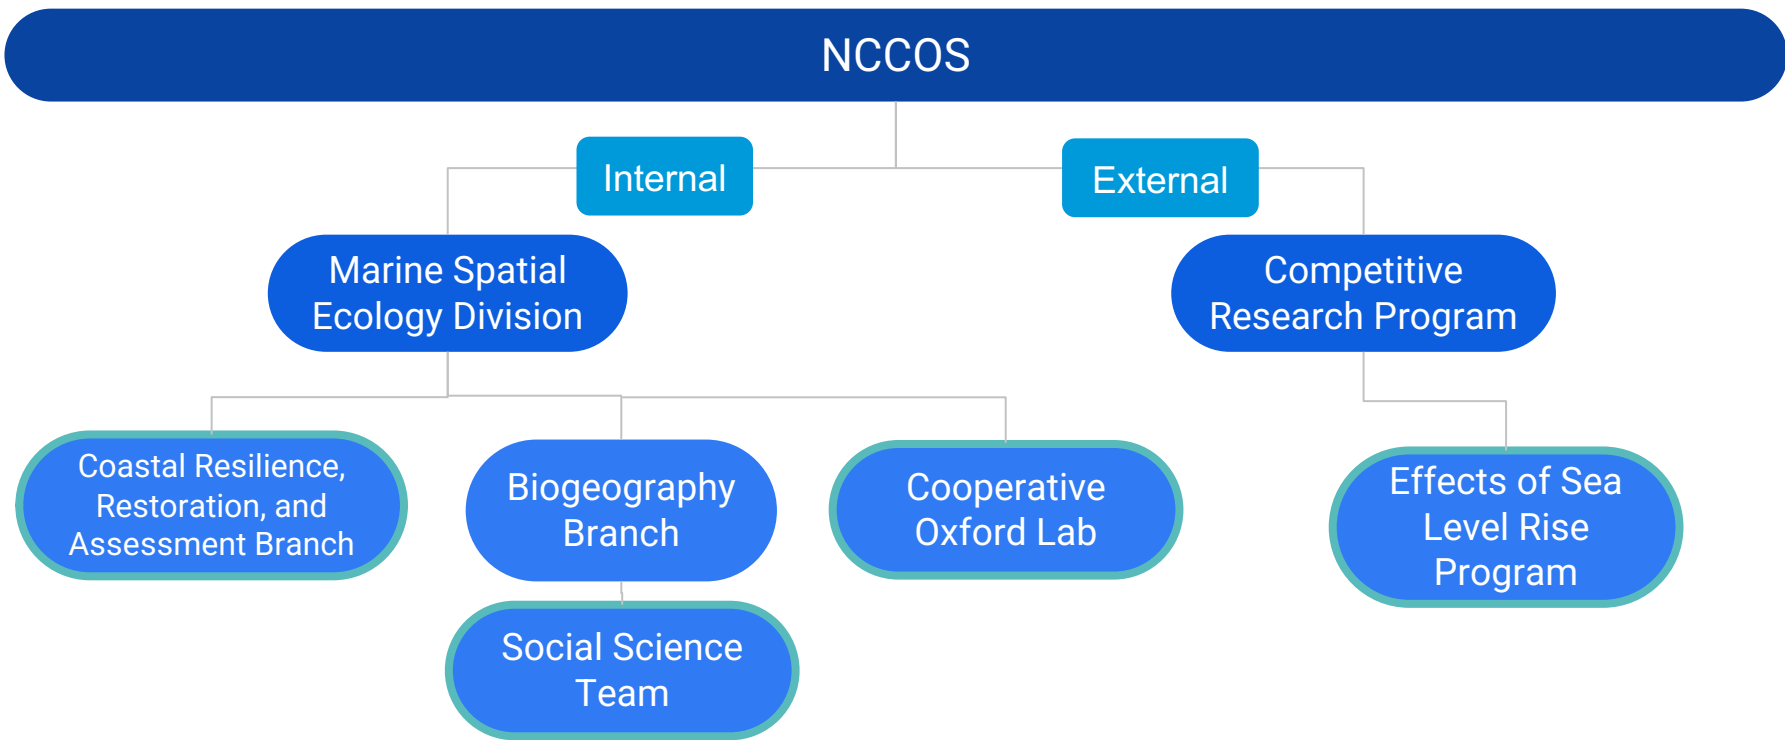 NCCOS
Internal
External
Marine Spatial
Ecology Division
Competitive
Research Program
Coastal Resilience,
Restoration, and
Assessment Branch
Biogeography
Branch
Cooperative
Oxford Lab
Effects of Sea
Level Rise
Program
Social Science
Team